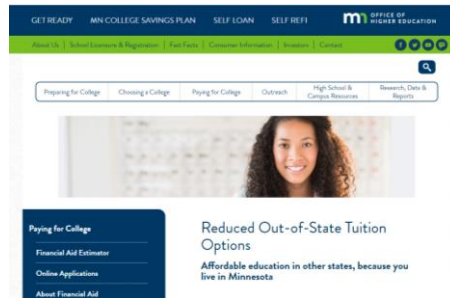 GET READY MN COLLEGE SAVINGS PLAN SELF LOAN SELF REFI mn OFFICE OF
HIGHER EDUCATION
About Us | School Licensure & Registration | Fast Facts | Consumer Information | Investors | Contact
Preparing for College Choosing a College Paying for College Outreach High School &
Campus Resources Research, Data &
Reports
Paying for College
Financial Aid Estimator
Online Applications
About Financial Aid
Reduced Out-of-State Tuition
Options
Affordable education in other states, because you
live in Minnesota